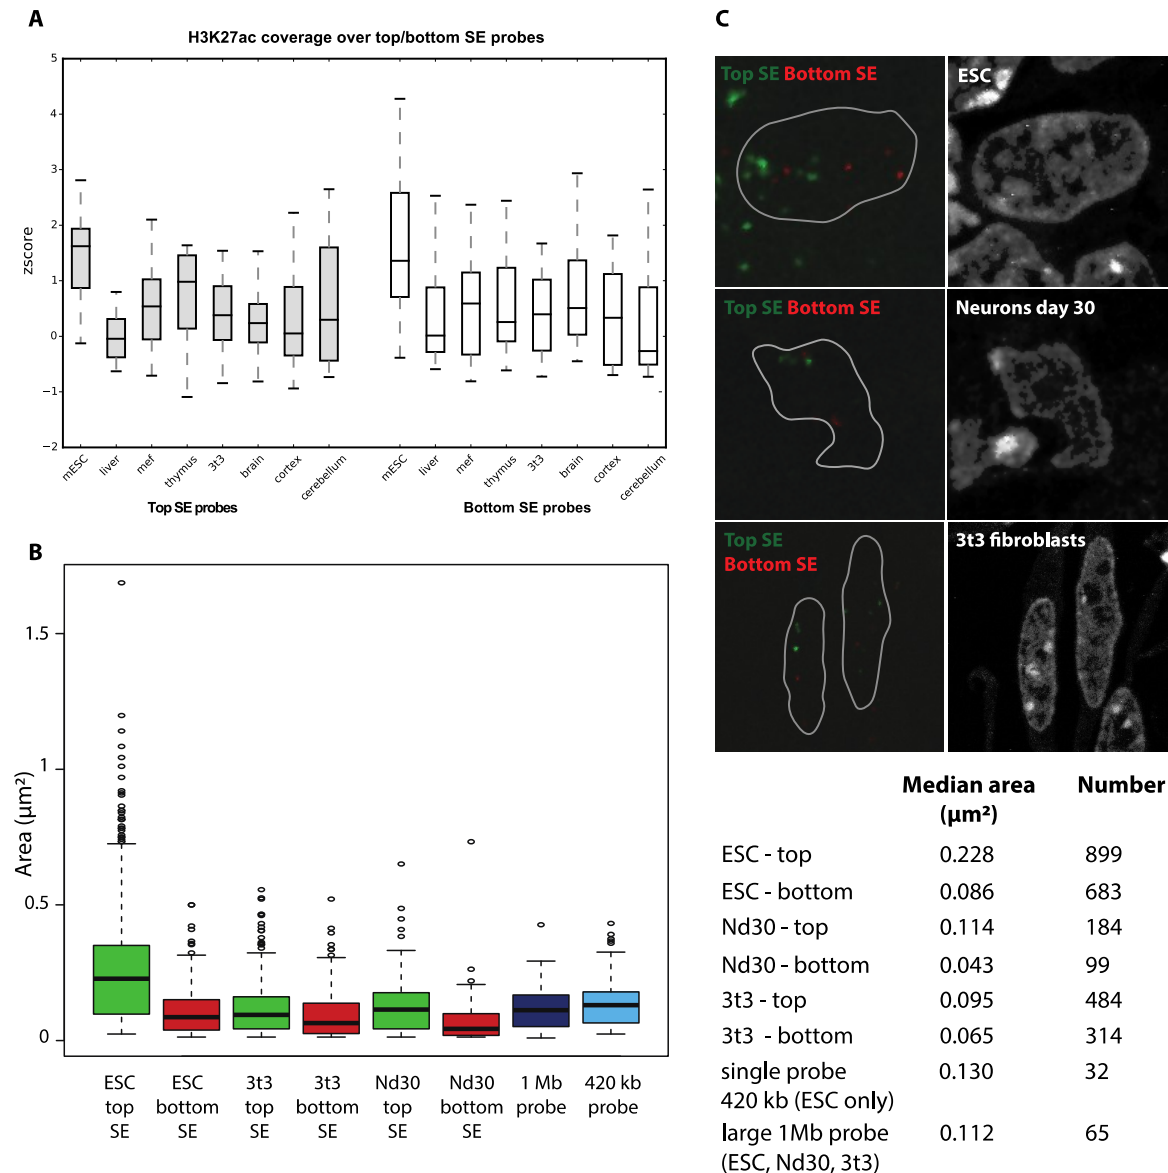 A
H3K27ac coverage over top/bottom SE probes
5
4
3
2
1
0
−1
−2
zscore
mESC
liver
mef
thymus
3t3
brain
cortex
cerebellum
mESC
liver
mef
thymus
3t3
brain
cortex
cerebellum
Top SE probes
Bottom SE probes
B
1.5
1
0.5
0
Area (µm²)
ESC top SE
ESC bottom SE
3t3 top SE
3t3 bottom SE
Nd30 top SE
Nd30 bottom SE
1 Mb probe
420 kb probe
C
Top SE Bottom SE
ESC
Top SE Bottom SE
Neurons day 30
Top SE
Bottom SE
3t3 fibroblasts
Median area (µm²) Number
ESC - top 0.228 899
ESC - bottom 0.086 683
Nd30 - top 0.114 184
Nd30 - bottom 0.043 99
3t3 - top 0.095 484
3t3 - bottom 0.065 314
single probe 0.130 32
420 kb (ESC only)
large 1Mb probe 0.112 65
(ESC, Nd30, 3t3)